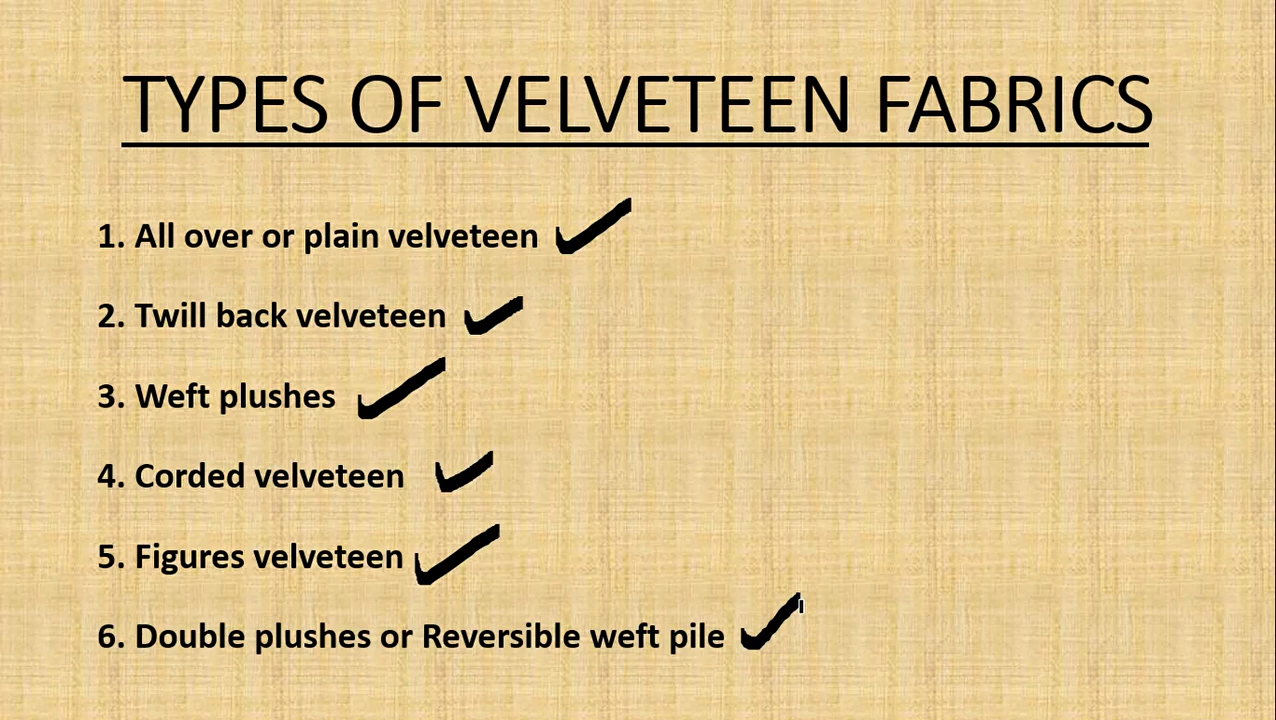 TYPES OF VELVETEEN FABRICS
1. All over or plain velveteen
2. Twill back velveteen
3. Weft plushes
4. Corded velveteen
5. Figures velveteen
6. Double plushes or Reversible weft pile